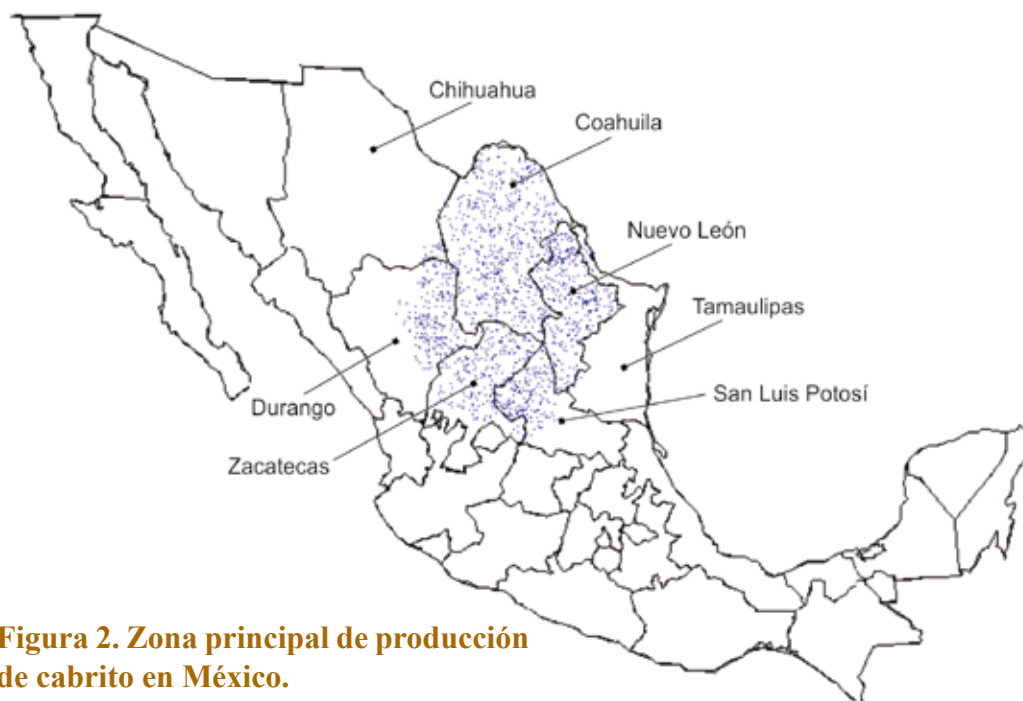 Chihuahua
Coahuila
Nuevo León
Tamaulipas
San Luis Potosí
Durango
Zacatecas
Figura 2. Zona principal de producción
de cabrito en México.